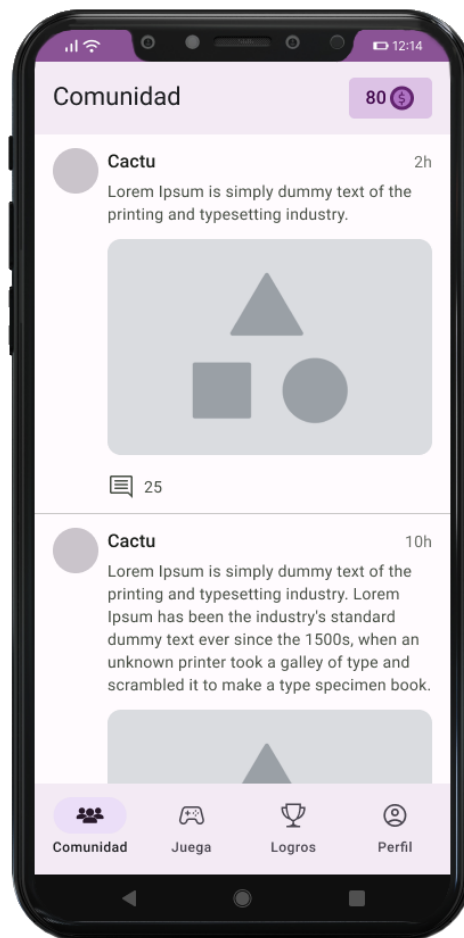 12:14
Comunidad
80 $
Cactu
2h
Lorem Ipsum is simply dummy text of the
printing and typesetting industry.
25
Cactu
10h
Lorem Ipsum is simply dummy text of the
printing and typesetting industry. Lorem
Ipsum has been the industry's standard
dummy text ever since the 1500s, when an
unknown printer took a galley of type and
scrambled it to make a type specimen book.
Comunidad
Juega
Logros
Perfil